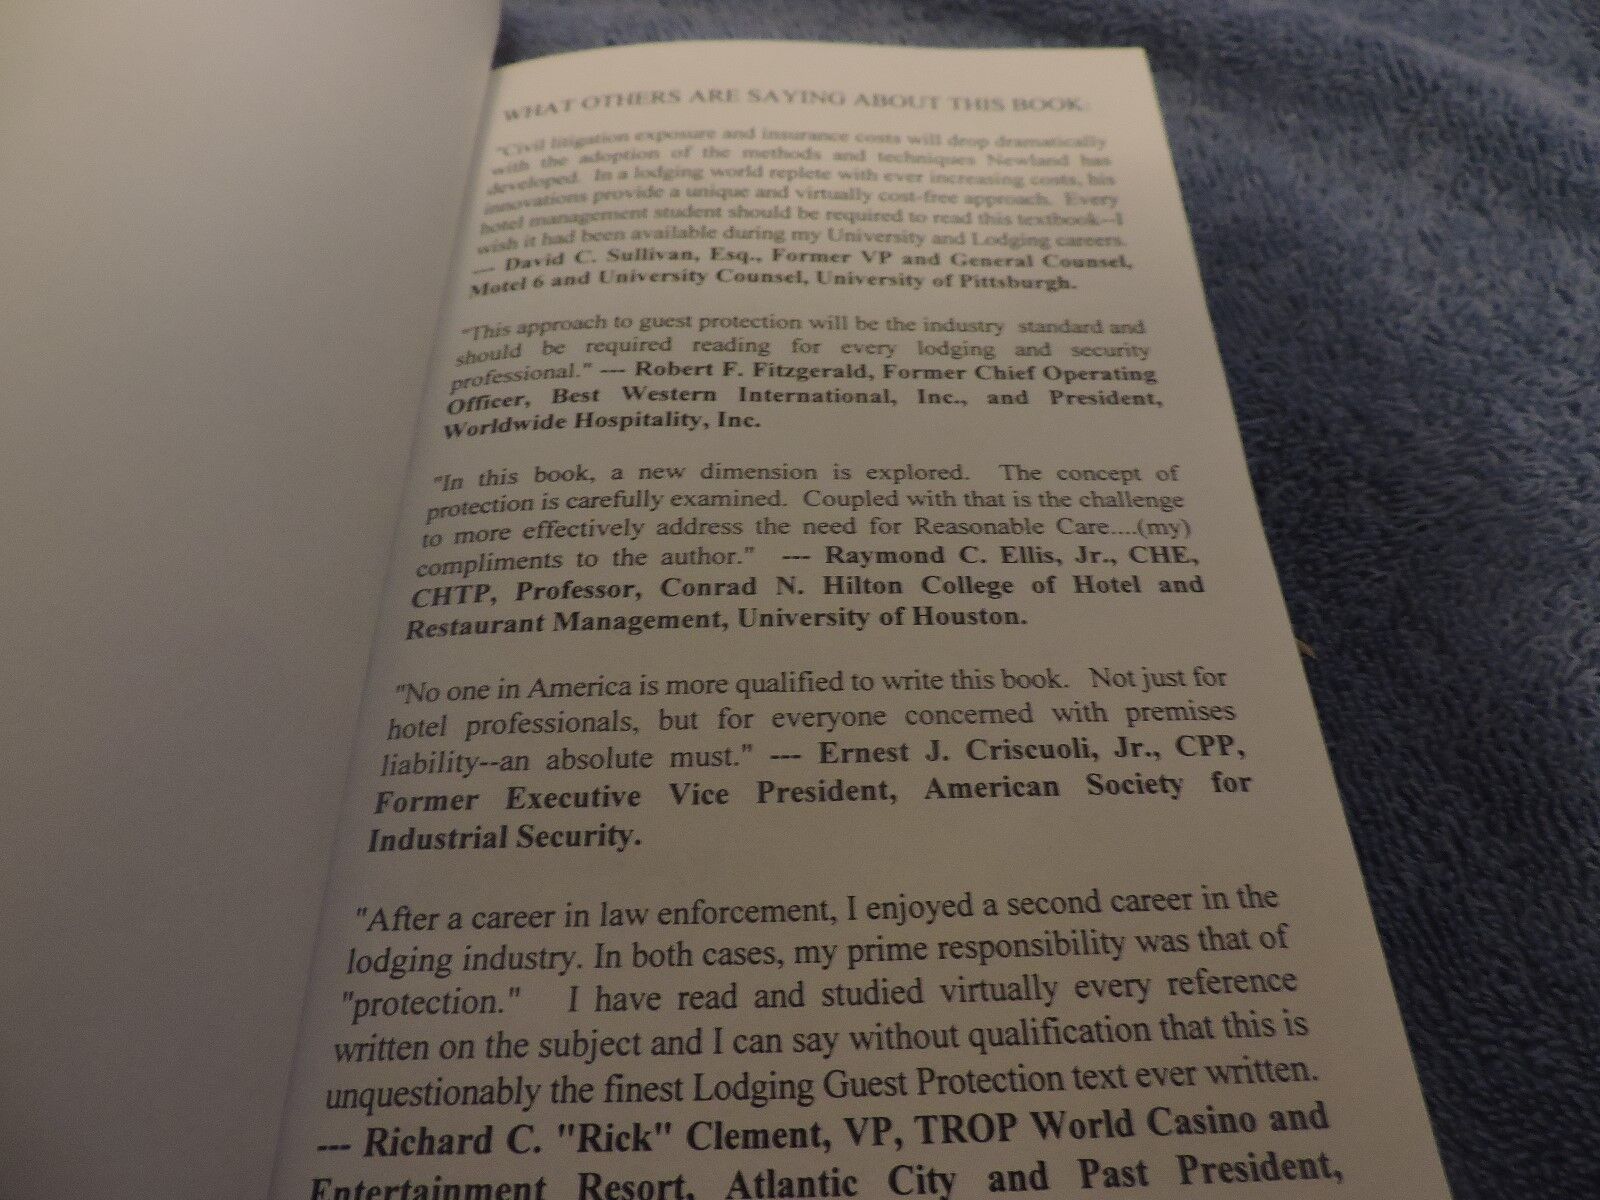 WHAT OTHERS ARE SAYING ABOUT THIS BOOK:
"Civil litigation exposure and insurance costs will drop dramatically
with the adoption of the methods and techniques Newland has
developed. In a lodging world replete with ever increasing costs, his
innovations provide a unique and virtually cost-free approach. Every
hotel management student should be required to read this textbook--I
wish it had been available during my University and Lodging careers.
--- David C. Sullivan, Esq., Former VP and General Counsel,
Motel 6 and University Counsel, University of Pittsburgh.
"This approach to guest protection will be the industry standard and
should be required reading for every lodging and security
professional." --- Robert F. Fitzgerald, Former Chief Operating
Officer, Best Western International, Inc., and President,
Worldwide Hospitality, Inc.
"In this book, a new dimension is explored. The concept of
protection is carefully examined. Coupled with that is the challenge
to more effectively address the need for Reasonable Care....(my)
compliments to the author." --- Raymond C. Ellis, Jr., CHE,
CHTP, Professor, Conrad N. Hilton College of Hotel and
Restaurant Management, University of Houston.
"No one in America is more qualified to write this book. Not just for
hotel professionals, but for everyone concerned with premises
liability--an absolute must." --- Ernest J. Criscuoli, Jr., CPP,
Former Executive Vice President, American Society for
Industrial Security.
"After a career in law enforcement, I enjoyed a second career in the
lodging industry. In both cases, my prime responsibility was that of
"protection." I have read and studied virtually every reference
written on the subject and I can say without qualification that this is
unquestionably the finest Lodging Guest Protection text ever written.
--- Richard C. "Rick" Clement, VP, TROP World Casino and
Entertainment Resort, Atlantic City and Past President,